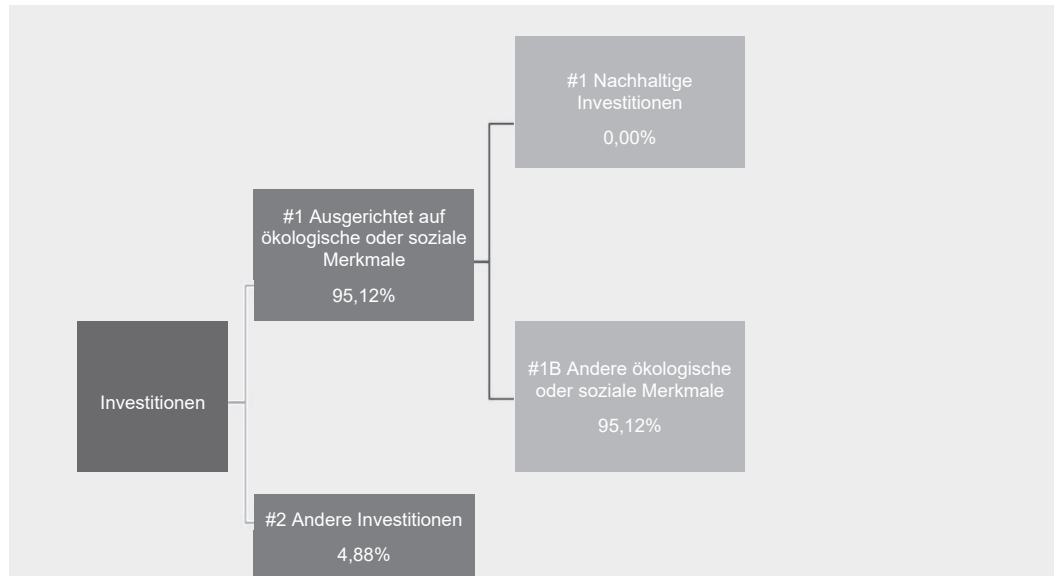 #1 Nachhaltige
Investitionen
0,00%
#1 Ausgerichtet auf
ökologische oder soziale
Merkmale
95,12%
Investitionen
#1B Andere ökologische
oder soziale Merkmale
95,12%
#2 Andere Investitionen
4,88%